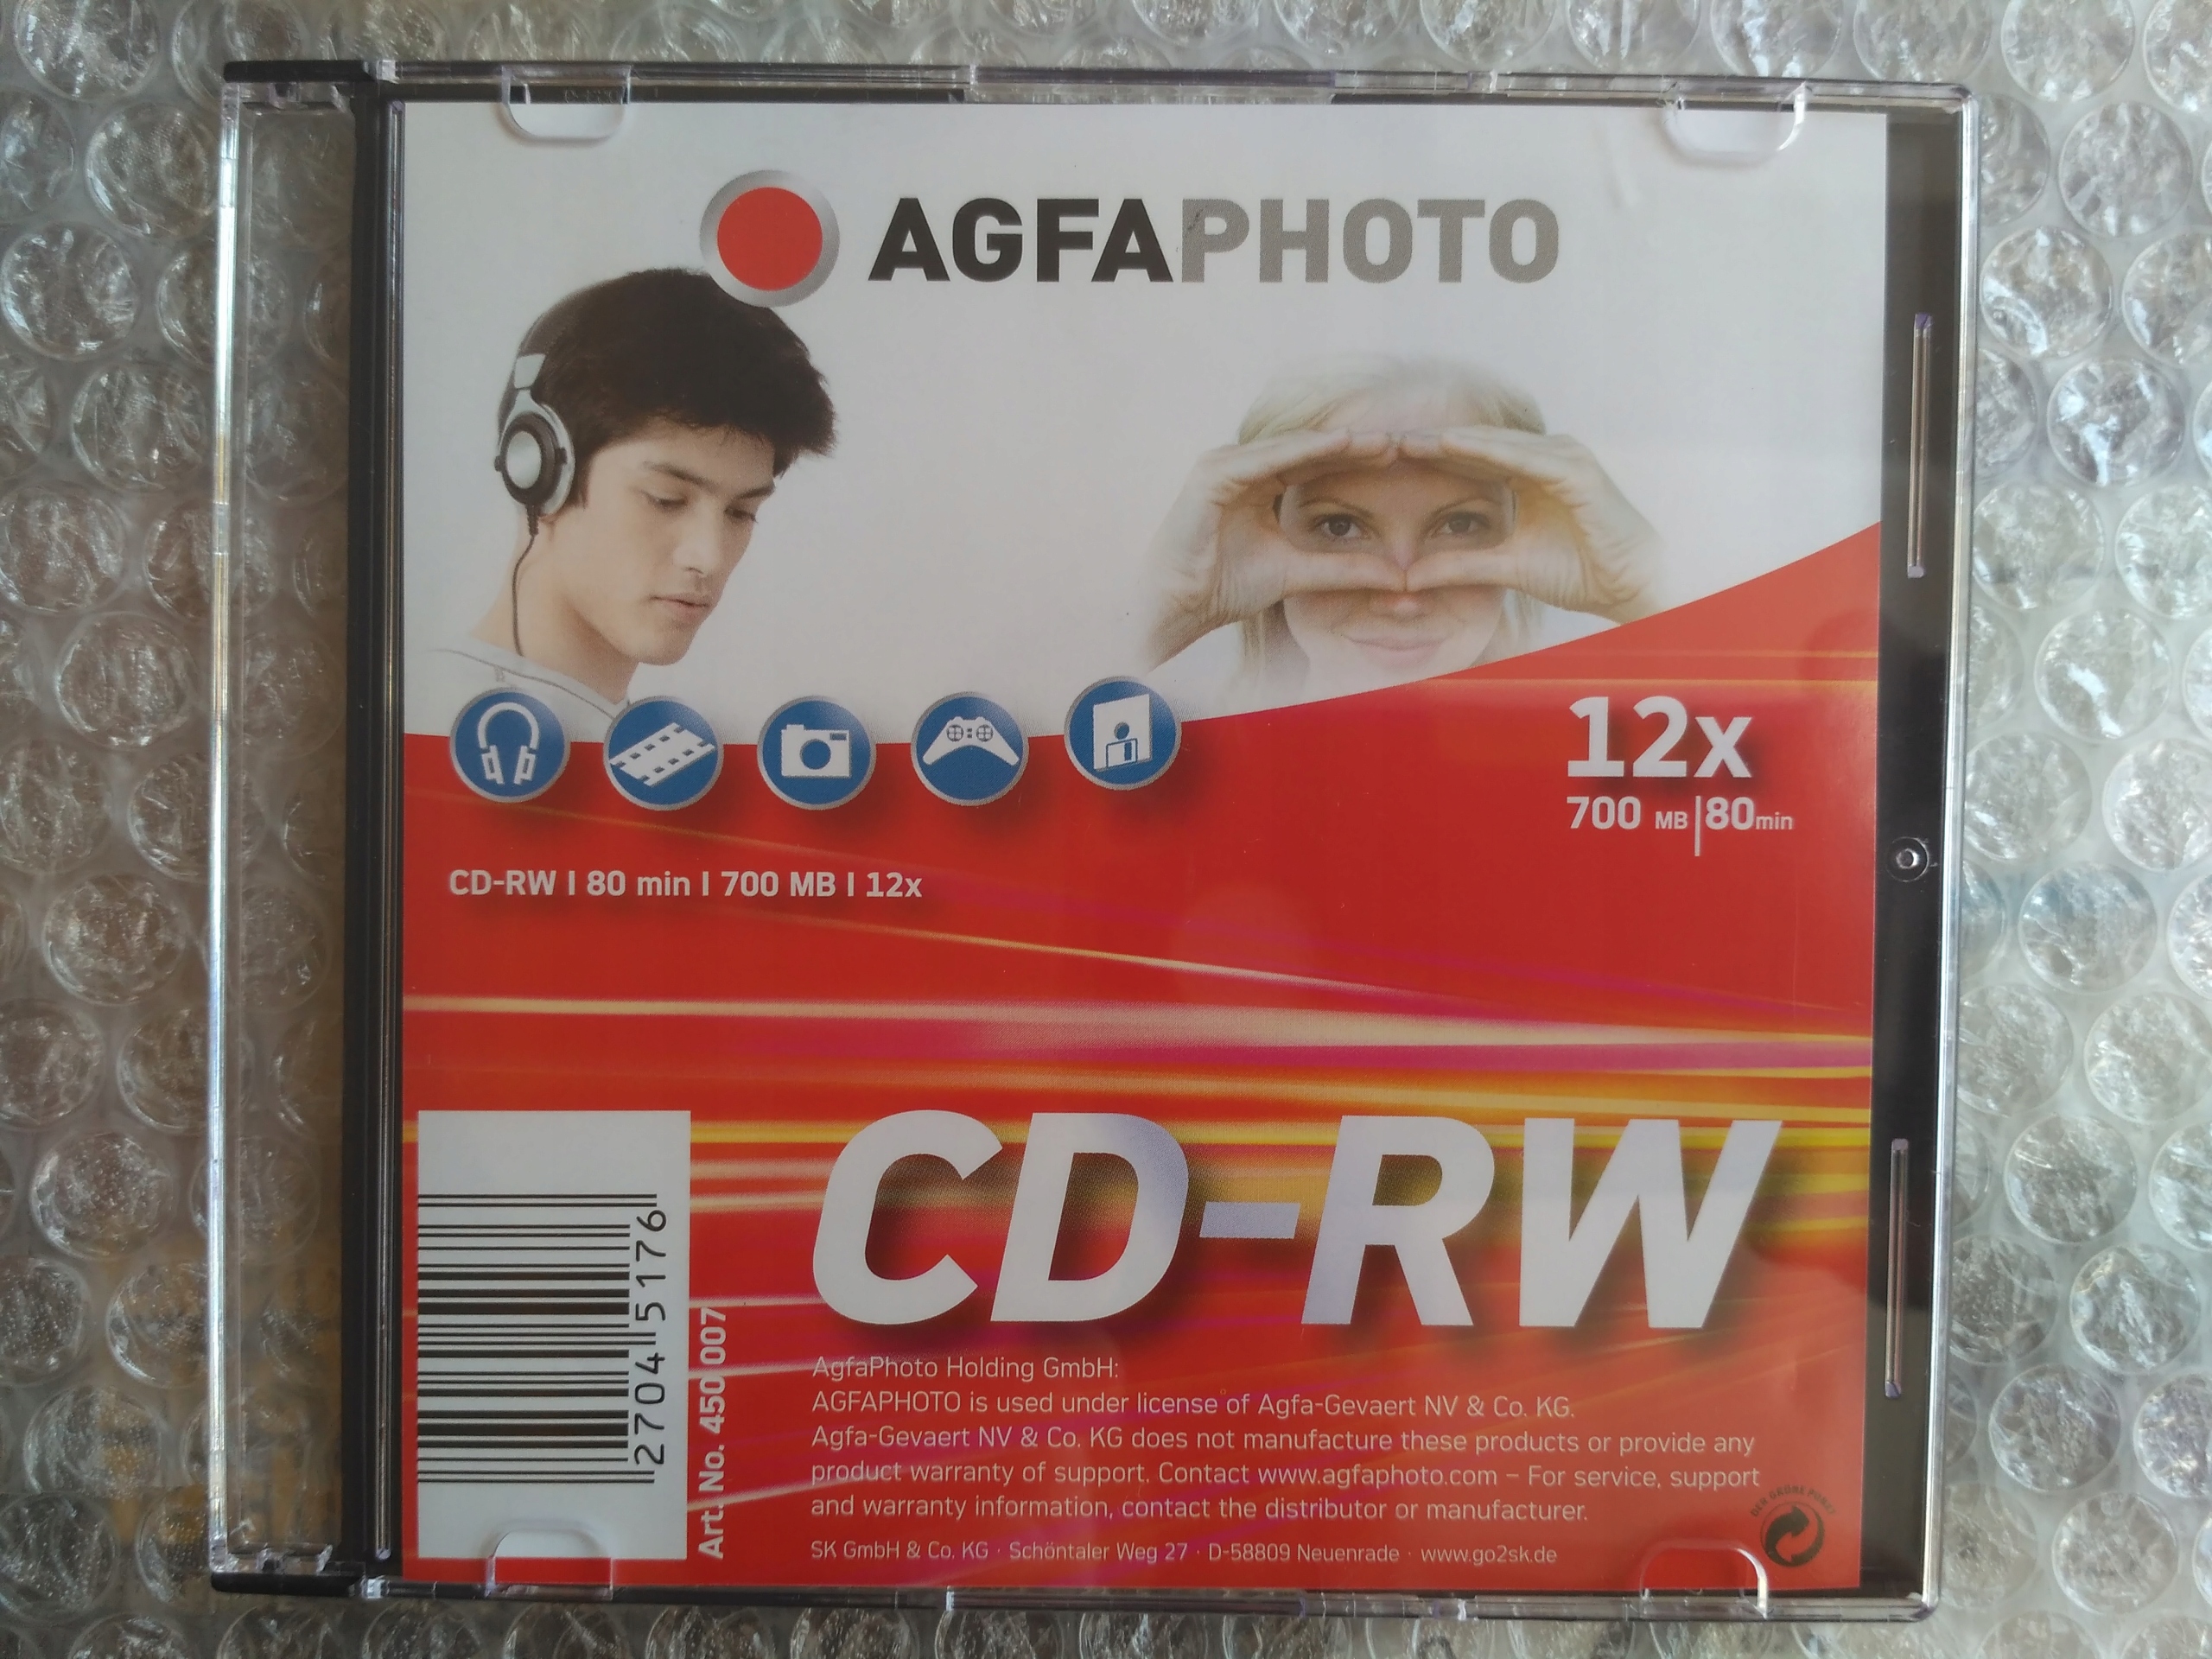 AGFAPHOTO
12x
700 MB|80min
CD-RW | 80 min | 700 MB | 12x
CD-RW
27045176
Art. No. 450 007
AgfaPhoto Holding GmbH:
AGFAPHOTO is used under license of Agfa-Gevaert NV & Co. KG.
Agfa-Gevaert NV & Co. KG does not manufacture these products or provide any
product warranty of support. Contact www.agfaphoto.com – For service, support
and warranty information, contact the distributor or manufacturer.
SK GmbH & Co. KG · Schöntaler Weg 27 · D-58809 Neuenrade · www.go2sk.de
DER GRÜNE PUNKT